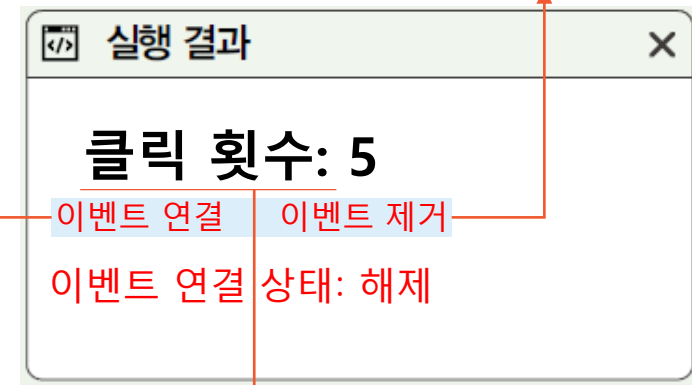 실행 결과
클릭 횟수: 5
이벤트 연결 이벤트 제거
이벤트 연결 상태: 해제